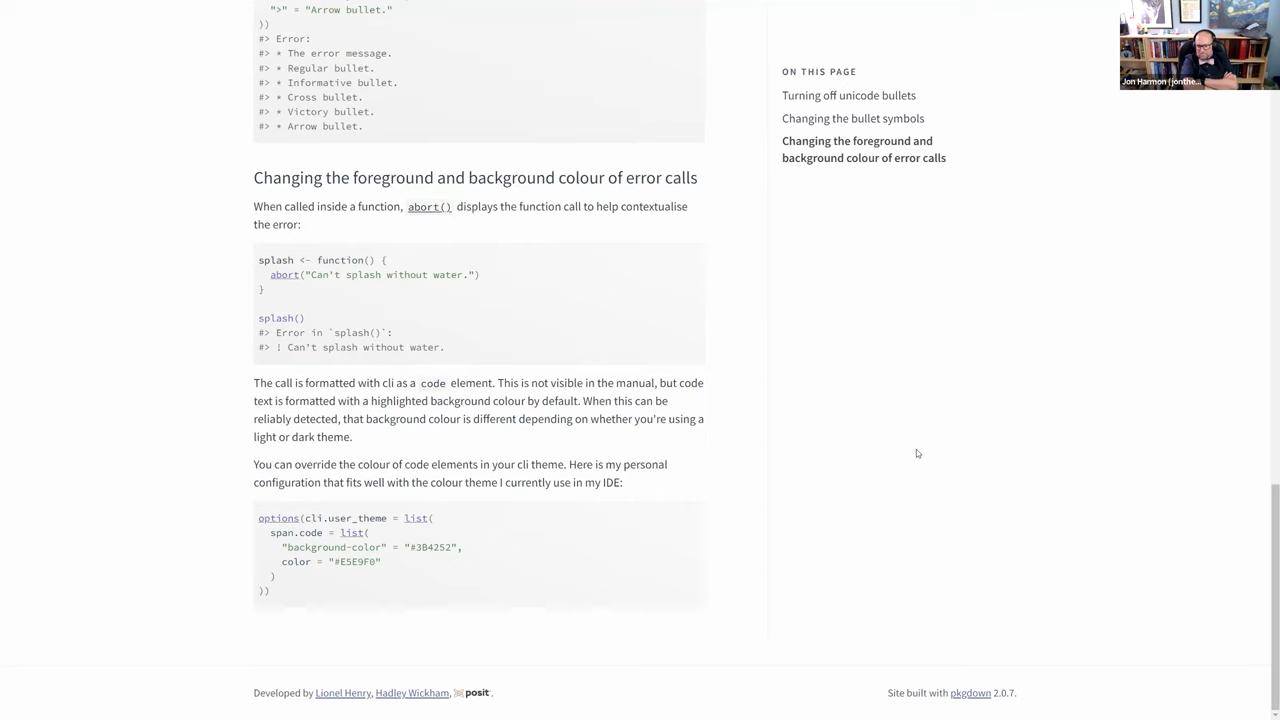 ">" = "Arrow bullet."
))
#> Error:
#> * The error message.
#> * Regular bullet.
#> * Informative bullet.
#> * Cross bullet.
#> * Victory bullet.
#> * Arrow bullet.
Changing the foreground and background colour of error calls
When called inside a function, abort() displays the function call to help contextualise
the error:
splash <- function() {
abort("Can't splash without water.")
}
splash()
#> Error in `splash()`:
#> ! Can't splash without water.
The call is formatted with cli as a code element. This is not visible in the manual, but code
text is formatted with a highlighted background colour by default. When this can be
reliably detected, that background colour is different depending on whether you're using a
light or dark theme.
You can override the colour of code elements in your cli theme. Here is my personal
configuration that fits well with the colour theme I currently use in my IDE:
options(cli.user_theme = list(
span.code = list(
"background-color" = "#3B4252",
color = "#E5E9F0"
)
))
ON THIS PAGE
Turning off unicode bullets
Changing the bullet symbols
Changing the foreground and
background colour of error calls
Jon Harmon (jonthe...
Developed by Lionel Henry, Hadley Wickham, posit.
Site built with pkgdown 2.0.7.